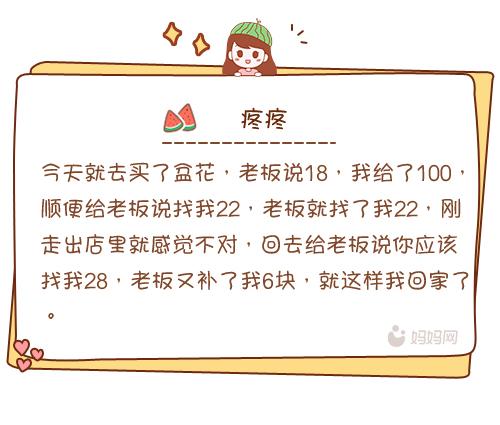 疼疼
今天就去买了盒花，老板说18，我给了100，
顺便给老板说找我22，老板就找了我22，刚
走出店里就感觉不对，回去给老板说你应该
找我28，老板又补了我6块，就这样我回家了
。
妈妈网